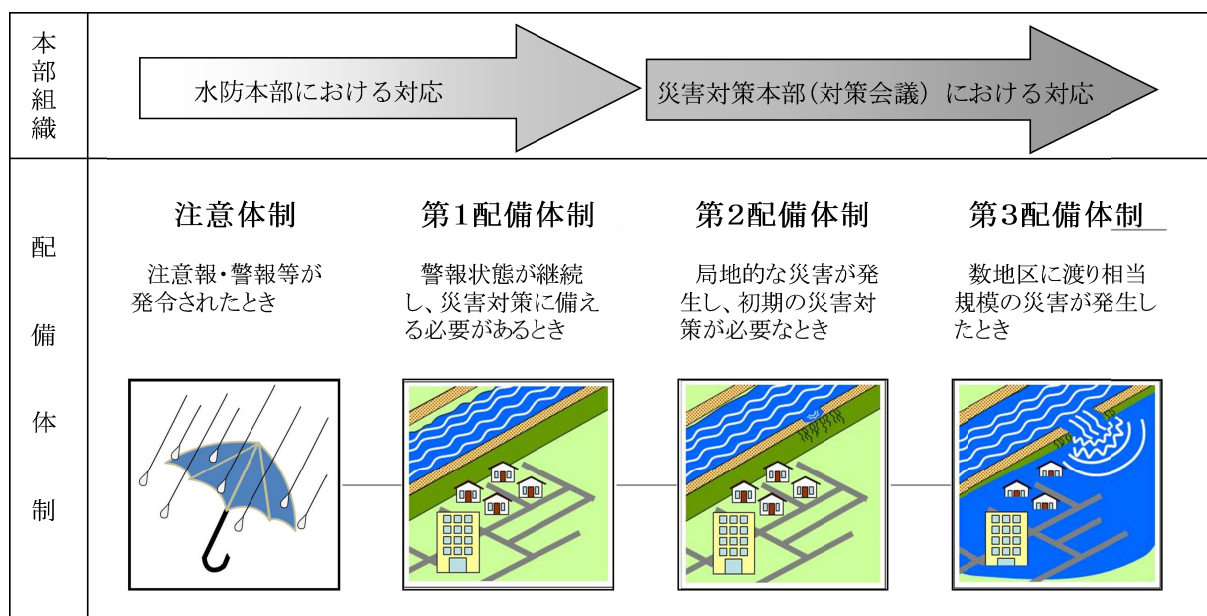 本部組織
水防本部における対応
災害対策本部(対策会議)における対応
配備体制
注意体制
注意報・警報等が
発令されたとき
第1配備体制
警報状態が継続
し、災害対策に備え
る必要があるとき
第2配備体制
局地的な災害が発
生し、初期の災害対
策が必要なとき
第3配備体制
数地区に渡り相当
規模の災害が発生し
たとき